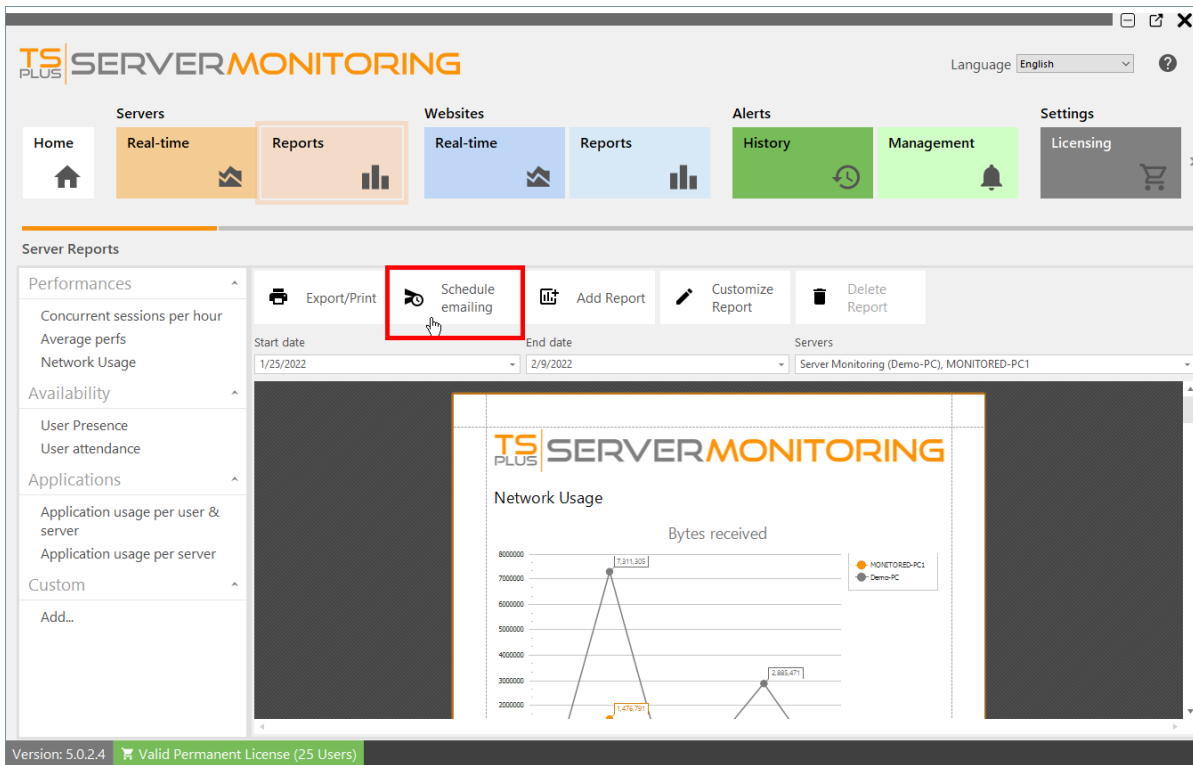 TS PLUS SERVERMONITORING
Language English
Servers
Websites
Alerts
Settings
Home
Real-time
Reports
Real-time
Reports
History
Management
Licensing
Server Reports
Performances
Concurrent sessions per hour
Average perfs
Network Usage
Availability
User Presence
User attendance
Applications
Application usage per user &
server
Application usage per server
Custom
Add...
Export/Print
Schedule
emailing
Add Report
Customize
Report
Delete
Report
Start date
End date
Servers
1/25/2022
2/9/2022
Server Monitoring (Demo-PC), MONITORED-PC1
TS PLUS SERVERMONITORING
Network Usage
Bytes received
8000000
7000000
6000000
5000000
4000000
3000000
2000000
7,311,305
2,885,471
1,476,791
MONITORED-PC1
Demo-PC
Version: 5.0.2.4
Valid Permanent License (25 Users)